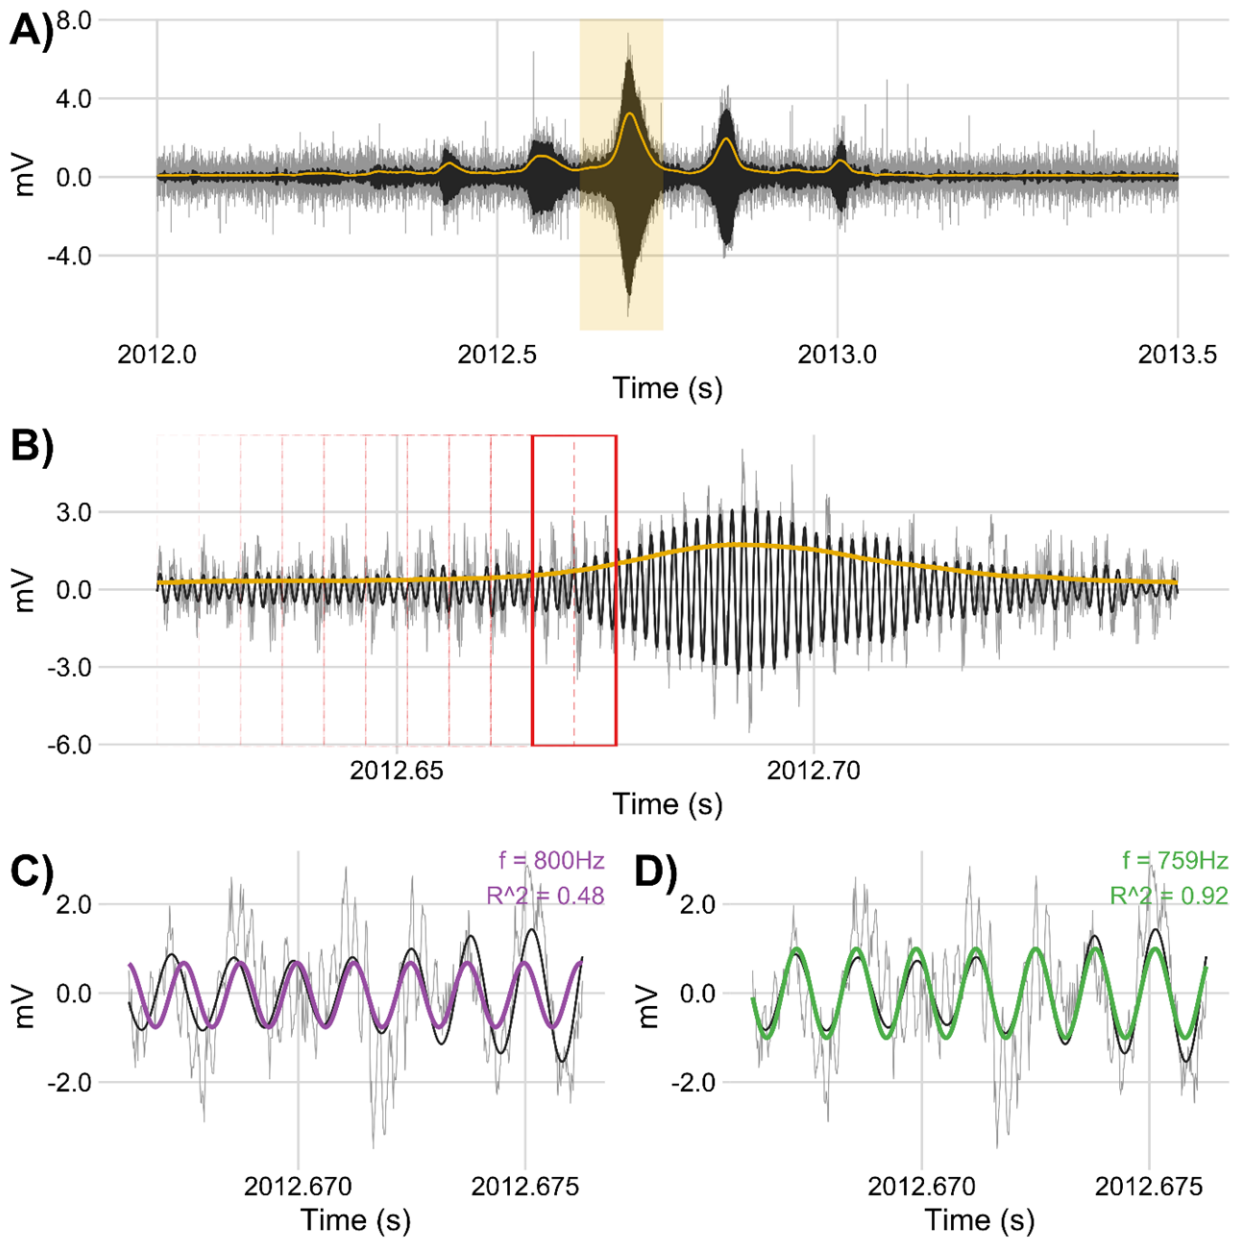 A)
8.0
4.0
0.0
-4.0
mV
2012.0 2012.5 2013.0 2013.5
Time (s)
B)
3.0
0.0
-3.0
-6.0
mV
2012.65 2012.70
Time (s)
C)
f = 800Hz
R^2 = 0.48
2.0
0.0
-2.0
mV
2012.670 2012.675
Time (s)
D)
f = 759Hz
R^2 = 0.92
2.0
0.0
-2.0
mV
2012.670 2012.675
Time (s)